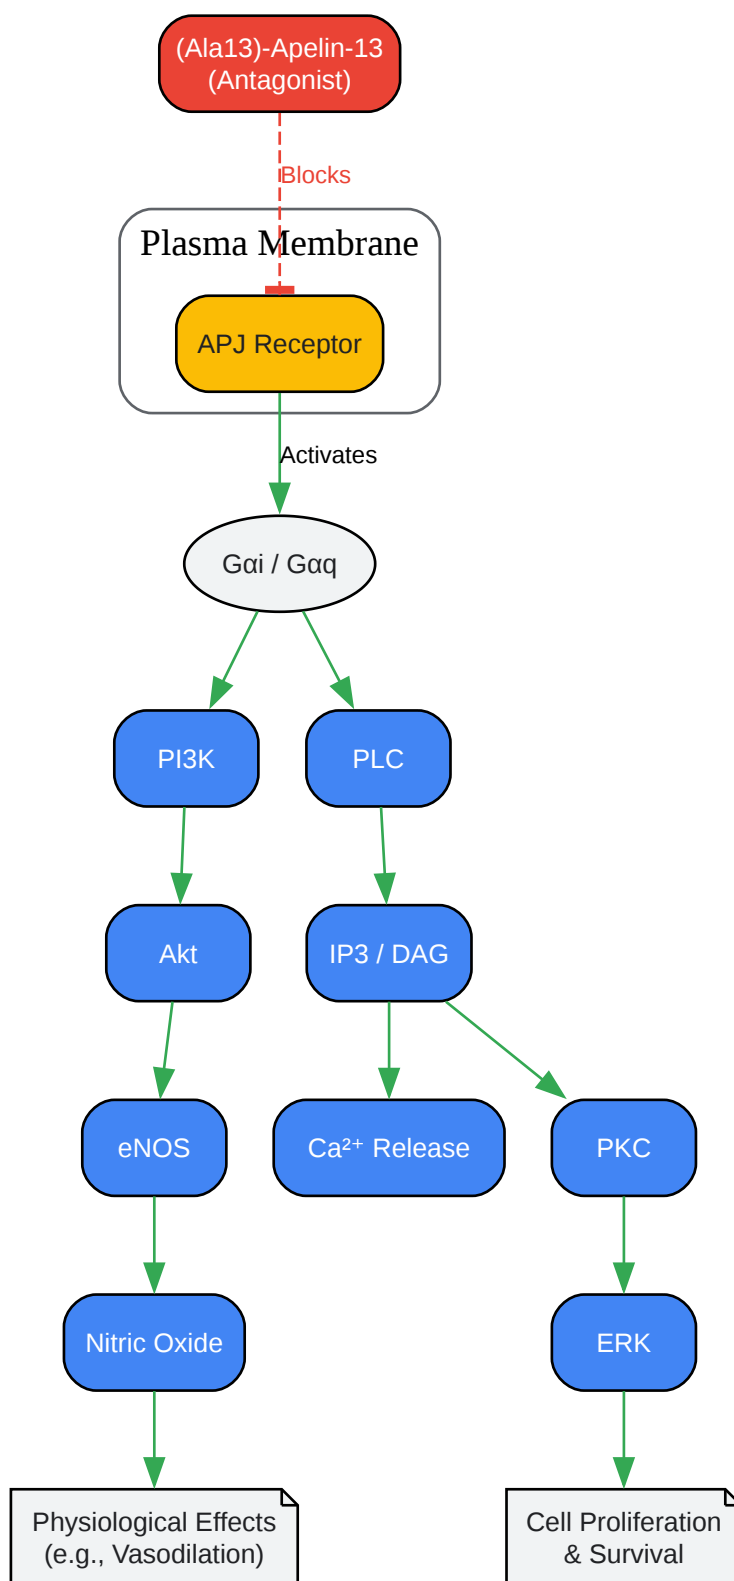 (Ala13)-Apelin-13
(Antagonist)
Blocks
Plasma Membrane
APJ Receptor
Activates
Gαi / Gαq
PI3K
PLC
Akt
IP3 / DAG
eNOS
Ca²⁺ Release
PKC
Nitric Oxide
ERK
Physiological Effects
(e.g., Vasodilation)
Cell Proliferation
& Survival